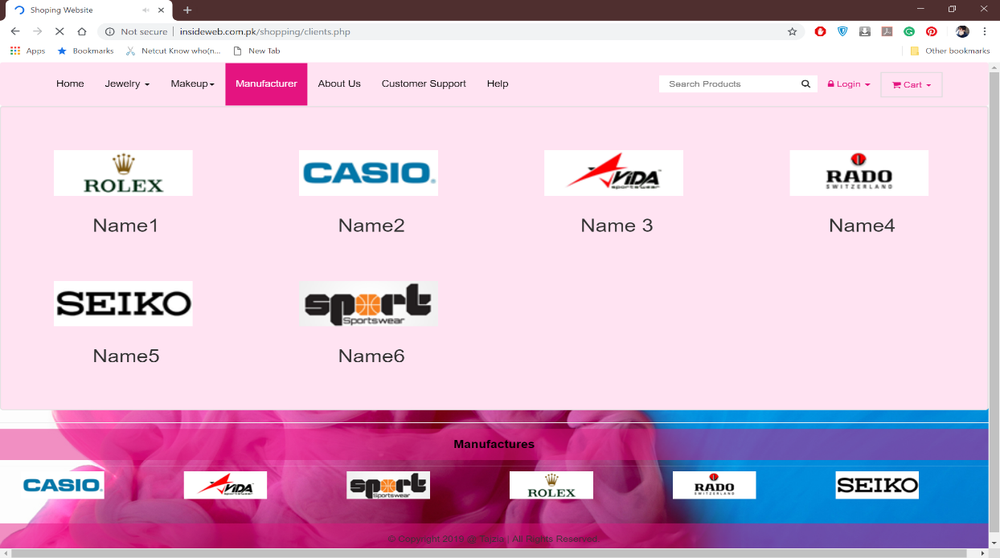 Shoping Website
Not secure | insideweb.com.pk/shopping/clients.php
Apps Bookmarks Netcut Know who(n... New Tab Other bookmarks
Home Jewelry Makeup Manufacturer About Us Customer Support Help Search Products Login Cart
ROLEX CASIO ViDA sportswear RADO SWITZERLAND
Name1 Name2 Name 3 Name4
SEIKO sport Sportswear
Name5 Name6
Manufactures
CASIO ViDA sport Sportswear ROLEX RADO SWITZERLAND SEIKO
© Copyright 2019 @ | All Rights Reserved.